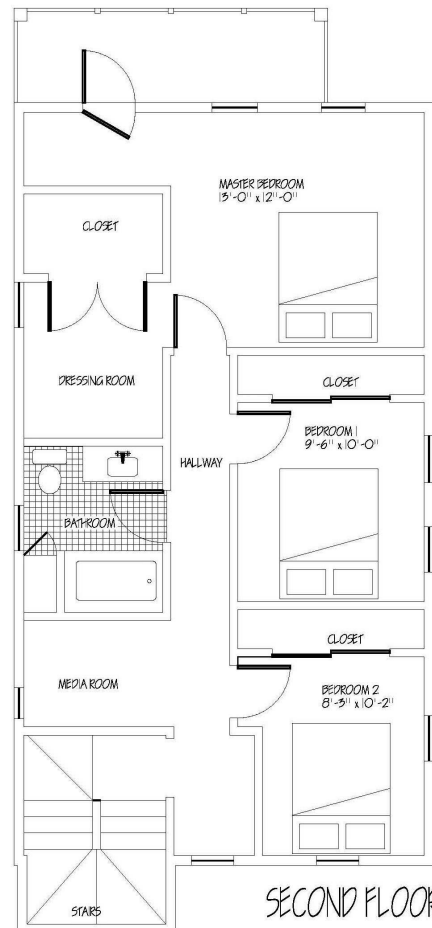 MASTER BEDROOM
13'-0" x 12'-0"
CLOSET
DRESSING ROOM
CLOSET
BEDROOM 1
9'-6" x 10'-0"
HALLWAY
BATHROOM
CLOSET
MEDIA ROOM
BEDROOM 2
8'-3" x 10'-2"
STAIRS
SECOND FLOOR